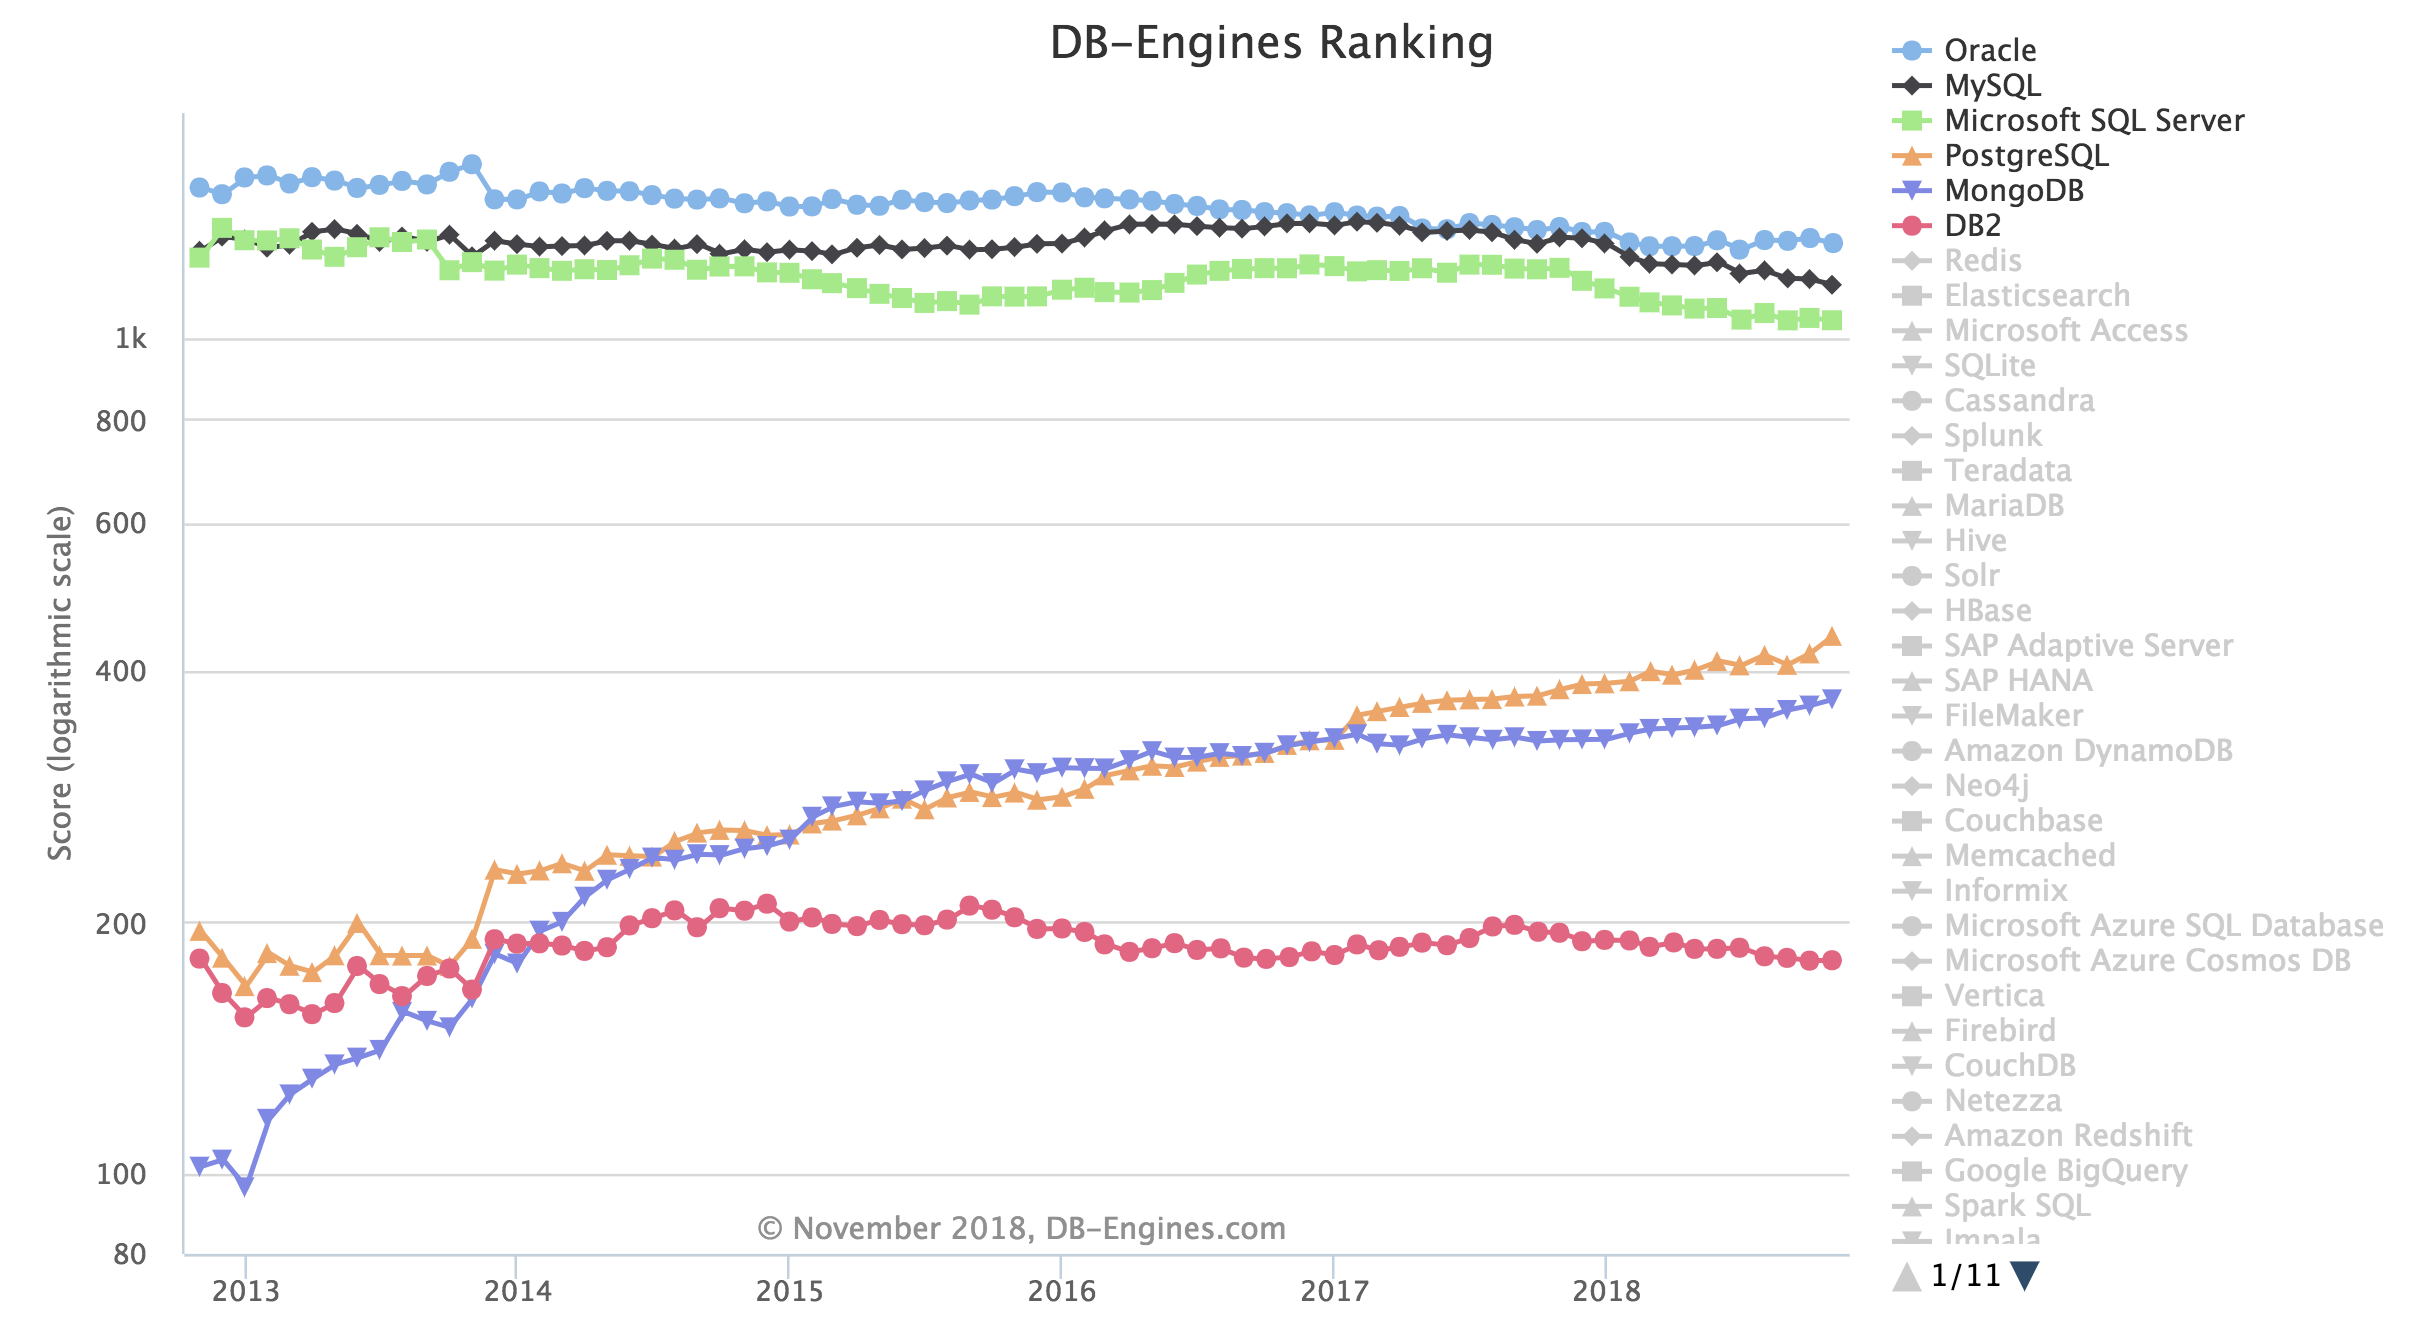 DB-Engines Ranking
Score (logarithmic scale)
1k
800
600
400
200
100
80
2013
2014
2015
2016
2017
2018
© November 2018, DB-Engines.com
Oracle
MySQL
Microsoft SQL Server
PostgreSQL
MongoDB
DB2
Redis
Elasticsearch
Microsoft Access
SQLite
Cassandra
Splunk
Teradata
MariaDB
Hive
Solr
HBase
SAP Adaptive Server
SAP HANA
FileMaker
Amazon DynamoDB
Neo4j
Couchbase
Memcached
Informix
Microsoft Azure SQL Database
Microsoft Azure Cosmos DB
Vertica
Firebird
CouchDB
Netezza
Amazon Redshift
Google BigQuery
Spark SQL
Impala
1/11